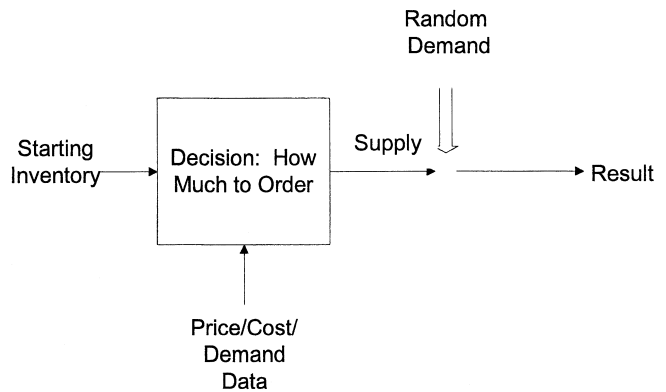 Random
Demand
Starting
Inventory
Decision: How
Much to Order
Supply
Result
Price/Cost/
Demand
Data